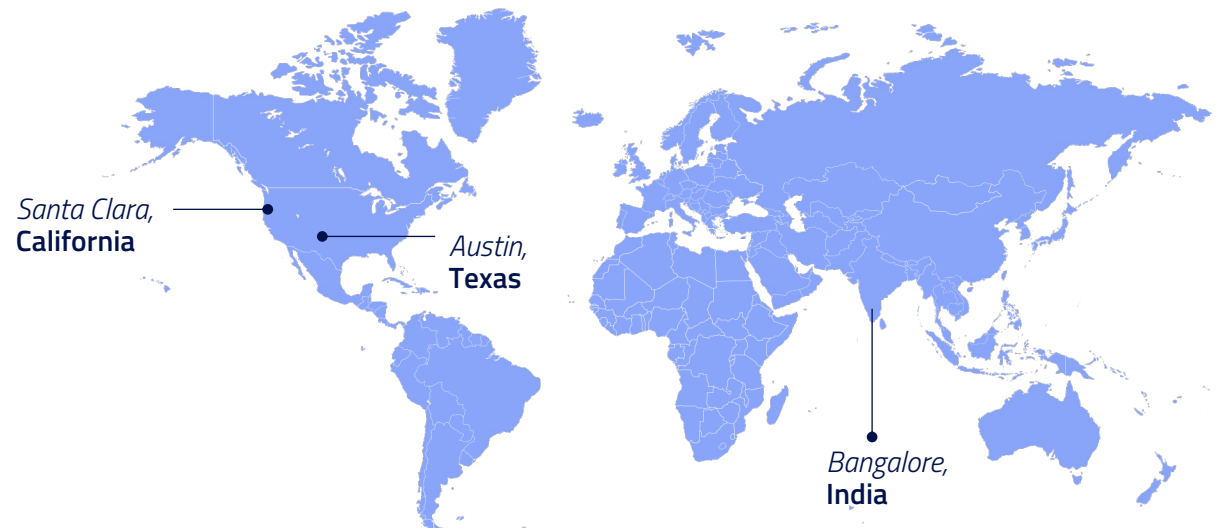 Santa Clara,
California
Austin,
Texas
Bangalore,
India